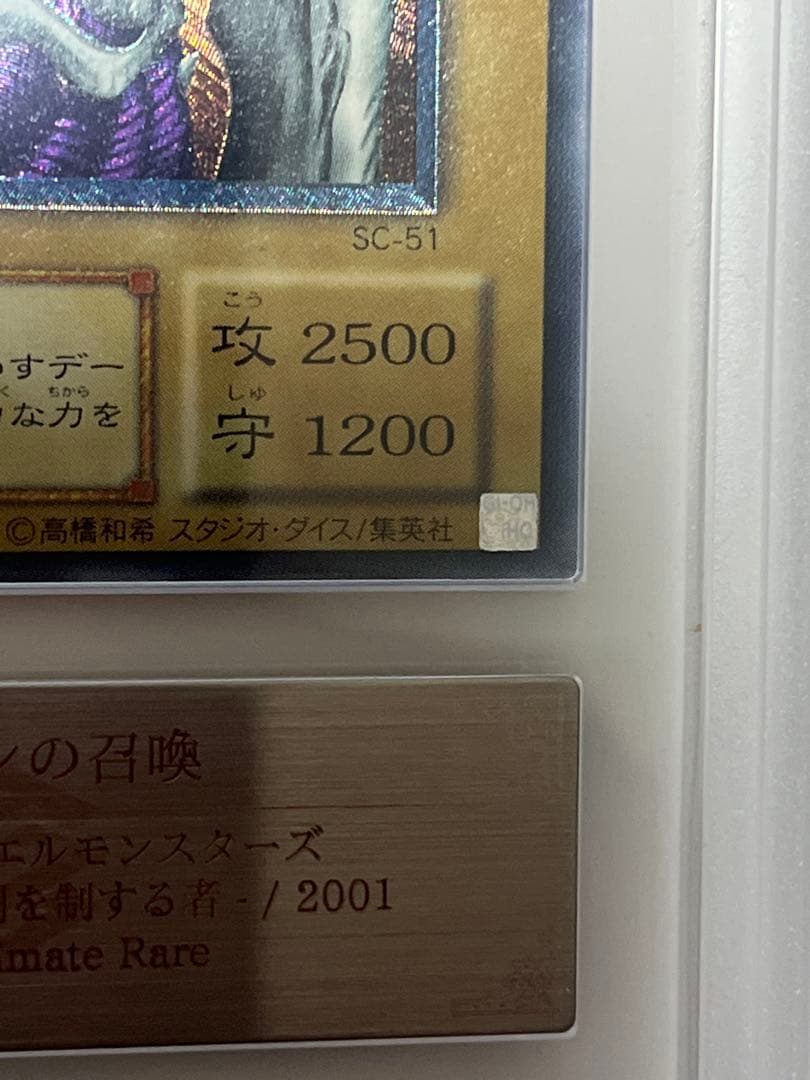 SC-51
こう
攻 2500
すデー
ちから
な力を
しゅ
守 1200
©高橋和希 スタジオ・ダイス/集英社
ンの召喚
エルモンスターズ
を制する者 - / 2001
imate Rare